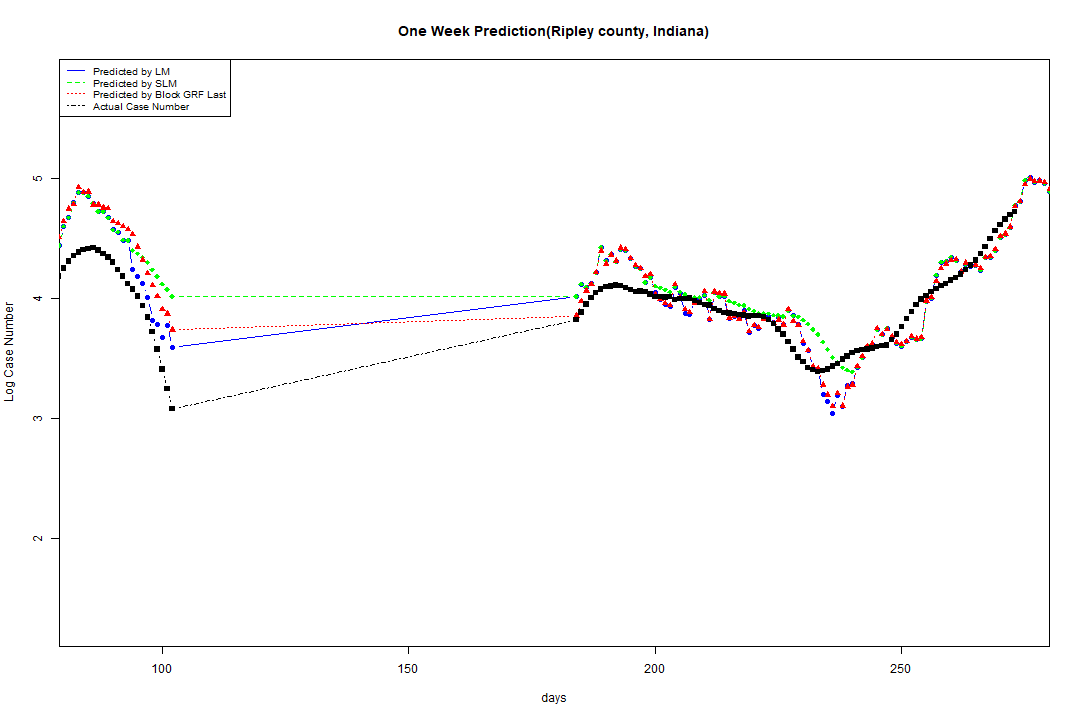 One Week Prediction(Ripley county, Indiana)
Predicted by LM
Predicted by SLM
Predicted by Block GRF Last
Actual Case Number
5
4
3
2
Log Case Number
100 150 200 250
days